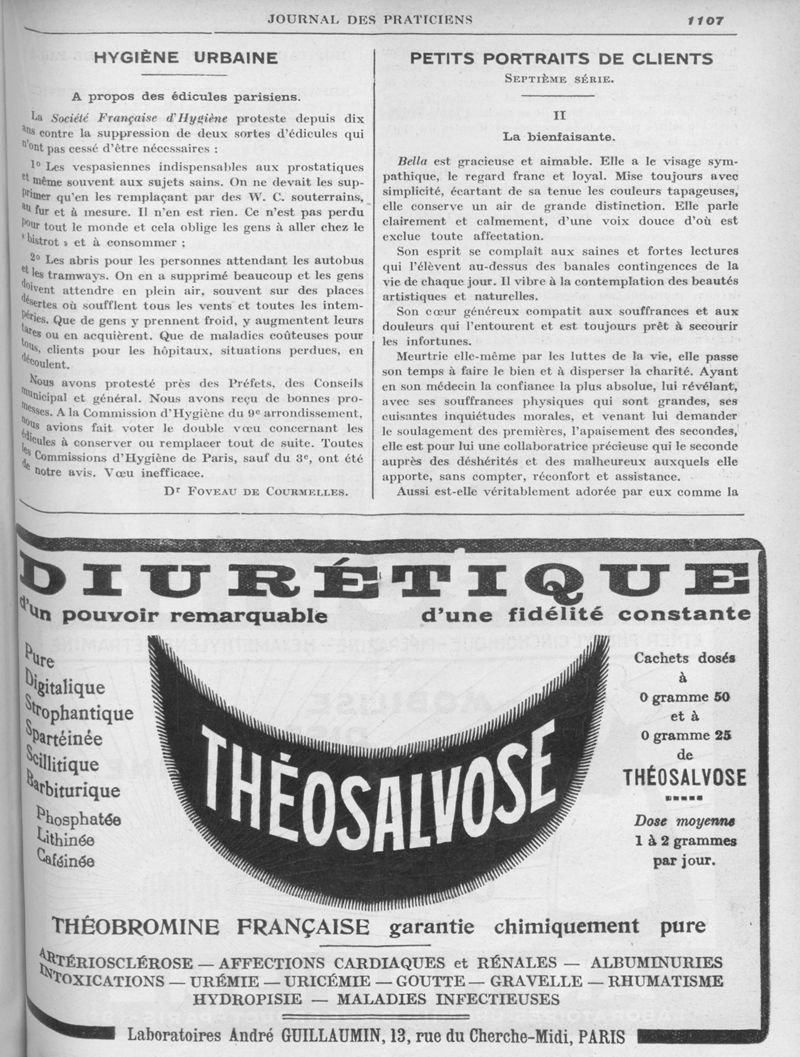 JOURNAL DES PRATICIENS
1107
HYGIÈNE URBAINE
A propos des édicules parisiens.
La Société Française d'Hygiène proteste depuis dix
ans contre la suppression de deux sortes d'édicules qui
n'ont pas cessé d'être nécessaires :
1º Les vespasiennes indispensables aux prostatiques
et même souvent aux sujets sains. On ne devait les sup-
primer qu'en les remplaçant par des W. C. souterrains,
au fur et à mesure. Il n'en est rien. Ce n'est pas perdu
pour tout le monde et cela oblige les gens à aller chez le
« bistrot » et à consommer ;
2º Les abris pour les personnes attendant les autobus
et les tramways. On en a supprimé beaucoup et les gens
doivent attendre en plein air, souvent sur des places
désertes où soufflent tous les vents et toutes les intem-
péries. Que de gens y prennent froid, y augmentent leurs
tares ou en acquièrent. Que de maladies coûteuses pour
tous, clients pour les hôpitaux, situations perdues, en
découlent.
Nous avons protesté près des Préfets, des Conseils
municipal et général. Nous avons reçu de bonnes pro-
messes. A la Commission d'Hygiène du 9e arrondissement,
nous avions fait voter le double vœu concernant les
édicules à conserver ou remplacer tout de suite. Toutes
les Commissions d'Hygiène de Paris, sauf du 3e, ont été
de notre avis. Vœu inefficace.
Dr Foveau de Courmelles.
PETITS PORTRAITS DE CLIENTS
Septième série.
II
La bienfaisante.
Bella est gracieuse et aimable. Elle a le visage sym-
pathique, le regard franc et loyal. Mise toujours avec
simplicité, écartant de sa tenue les couleurs tapageuses,
elle conserve un air de grande distinction. Elle parle
clairement et calmement, d'une voix douce d'où est
exclue toute affectation.
Son esprit se complaît aux saines et fortes lectures
qui l'élèvent au-dessus des banales contingences de la
vie de chaque jour. Il vibre à la contemplation des beautés
artistiques et naturelles.
Son cœur généreux compatit aux souffrances et aux
douleurs qui l'entourent et est toujours prêt à secourir
les infortunes.
Meurtrie elle-même par les luttes de la vie, elle passe
son temps à faire le bien et à disperser la charité. Ayant
en son médecin la confiance la plus absolue, lui révélant,
avec ses souffrances physiques qui sont grandes, ses
cuisantes inquiétudes morales, et venant lui demander
le soulagement des premières, l'apaisement des secondes,
elle est pour lui une collaboratrice précieuse qui le seconde
auprès des déshérités et des malheureux auxquels elle
apporte, sans compter, réconfort et assistance.
Aussi est-elle véritablement adorée par eux comme la
DIURÉTIQUE
d'un pouvoir remarquable d'une fidélité constante
Pure
Digitalique
Strophantique
Spartéinée
Scillitique
Barbiturique
Phosphatée
Lithinée
Caféinée
THÉOSALVOSE
Cachets dosés
à
0 gramme 50
et à
0 gramme 25
de
THÉOSALVOSE
Dose moyenne
1 à 2 grammes
par jour.
THÉOBROMINE FRANÇAISE garantie chimiquement pure
ARTÉRIOSCLÉROSE — AFFECTIONS CARDIAQUES et RÉNALES — ALBUMINURIES
INTOXICATIONS — URÉMIE — URICÉMIE — GOUTTE — GRAVELLE — RHUMATISME
HYDROPISIE — MALADIES INFECTIEUSES
Laboratoires André GUILLAUMIN, 13, rue du Cherche-Midi, PARIS